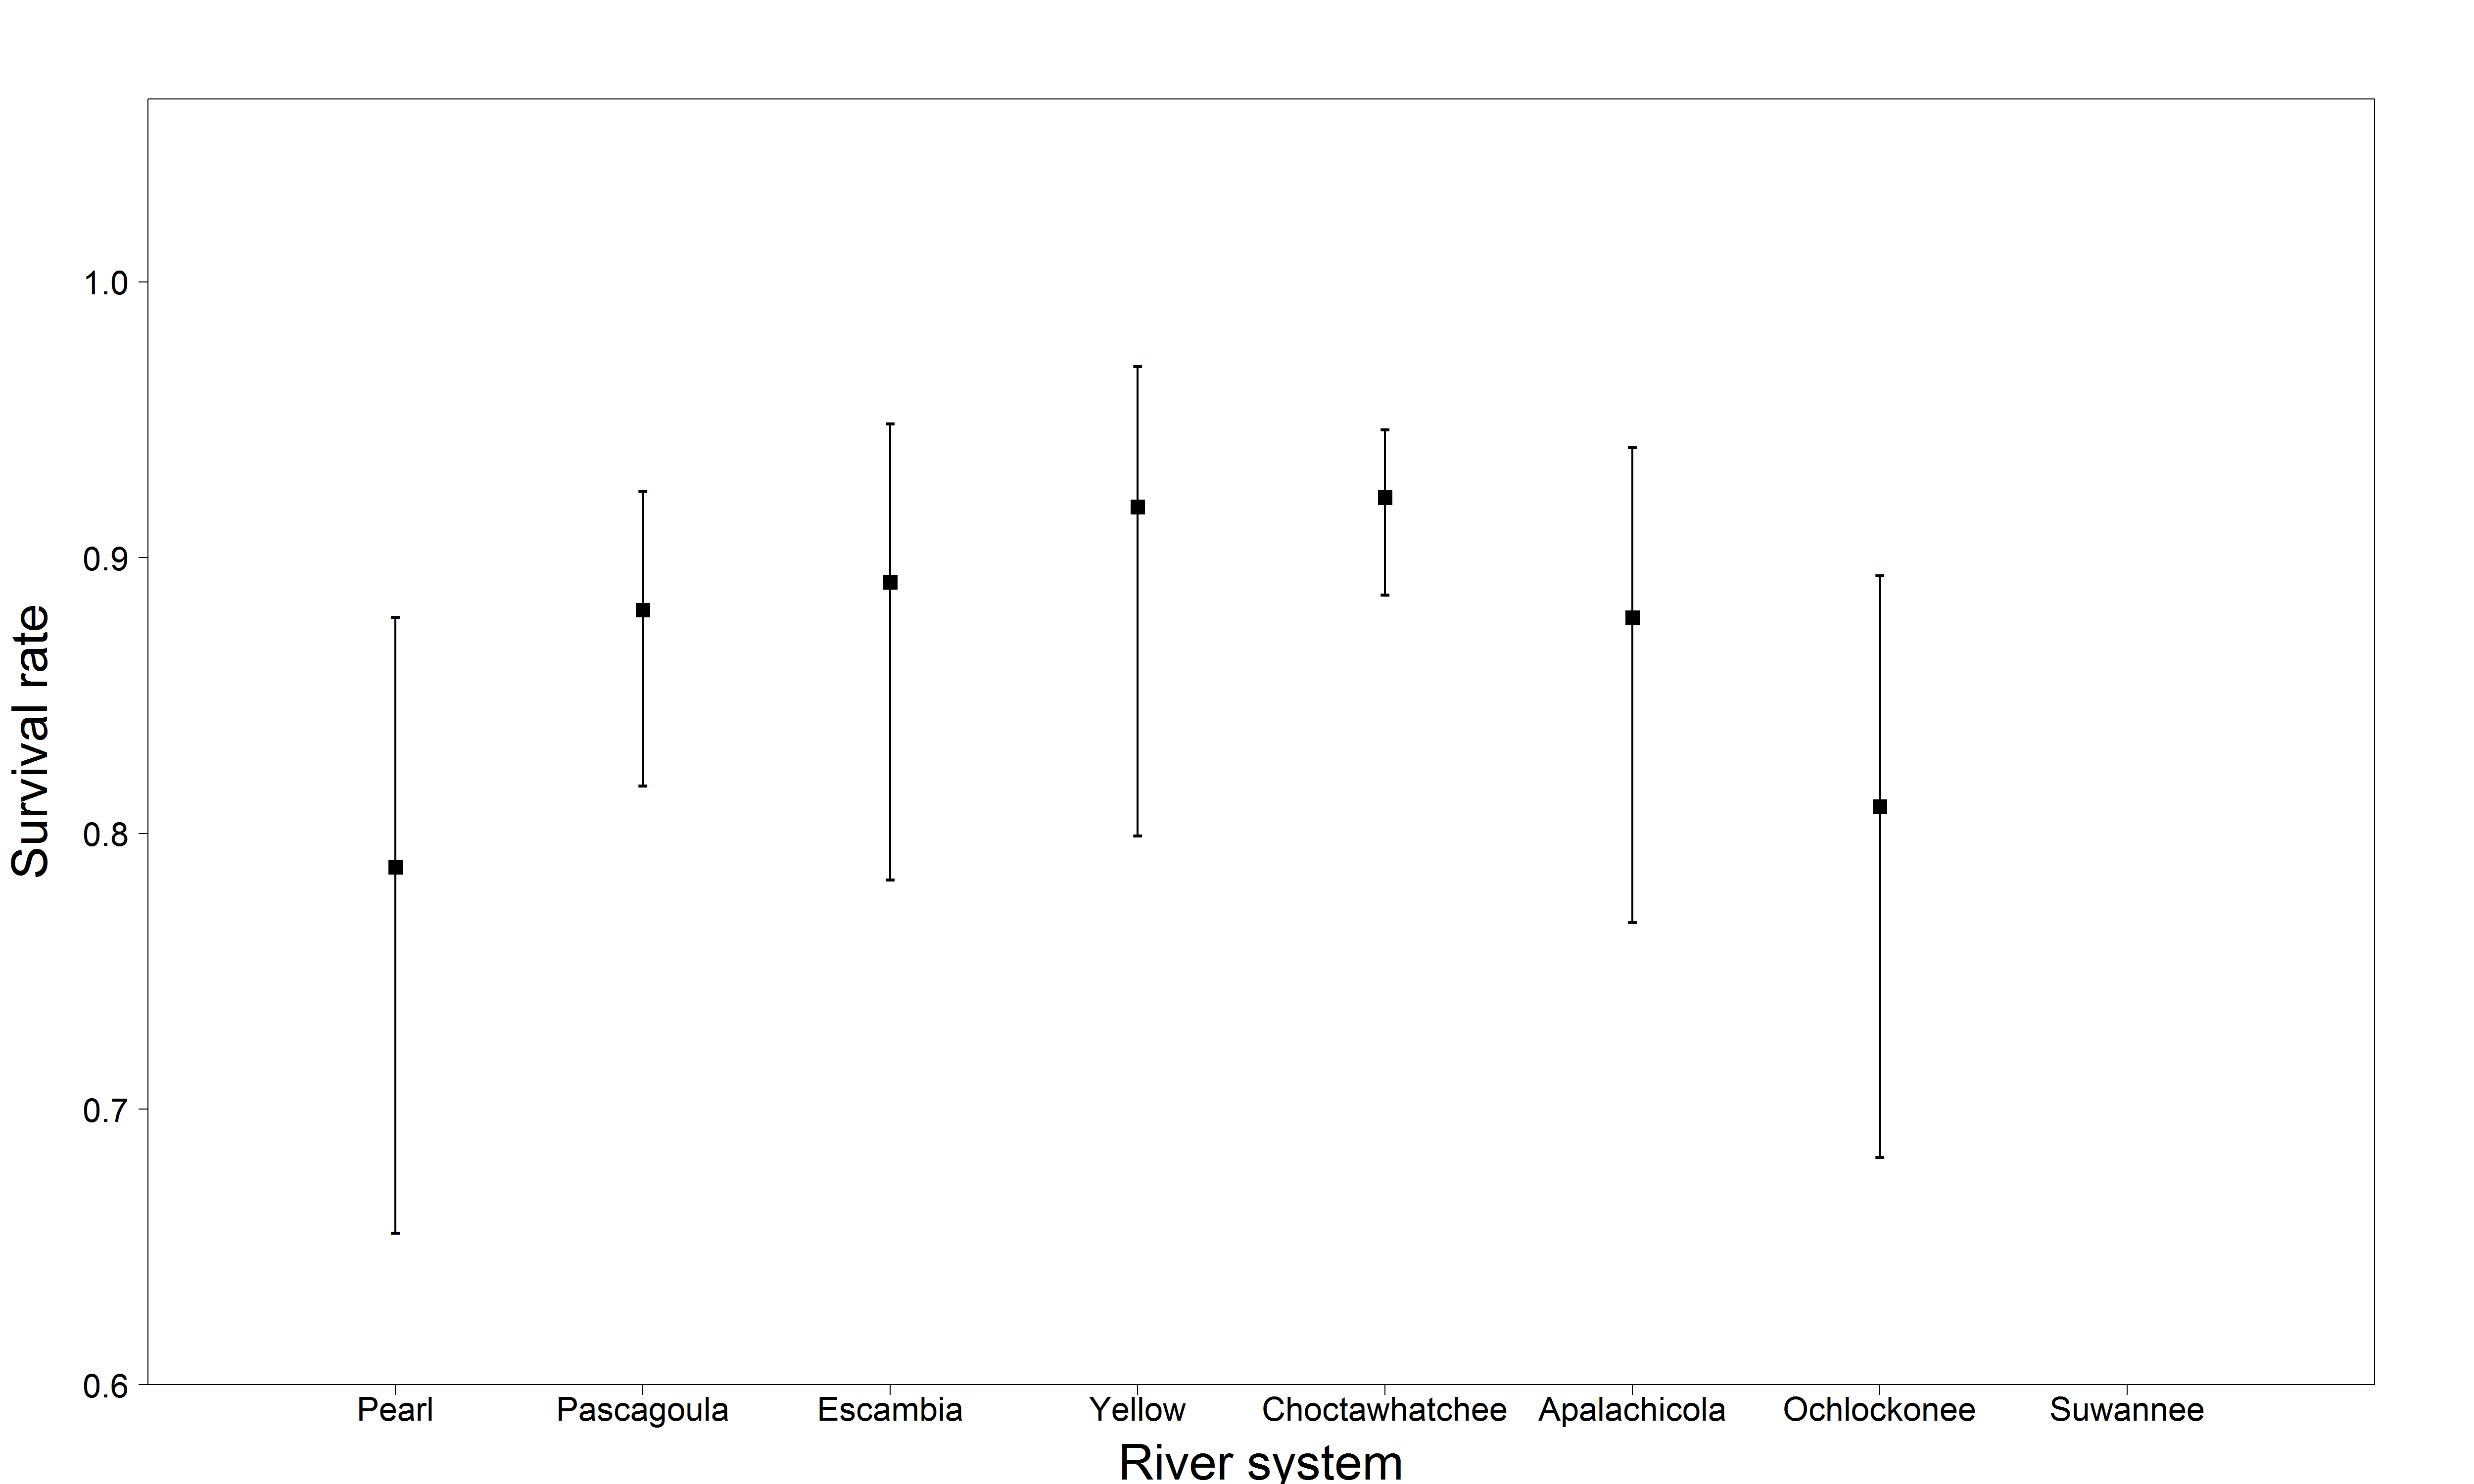 Survival rate
1.0
0.9
0.8
0.7
0.6
Pearl Pascagoula Escambia Yellow Choctawhatchee Apalachicola Ochlockonee Suwannee
River system